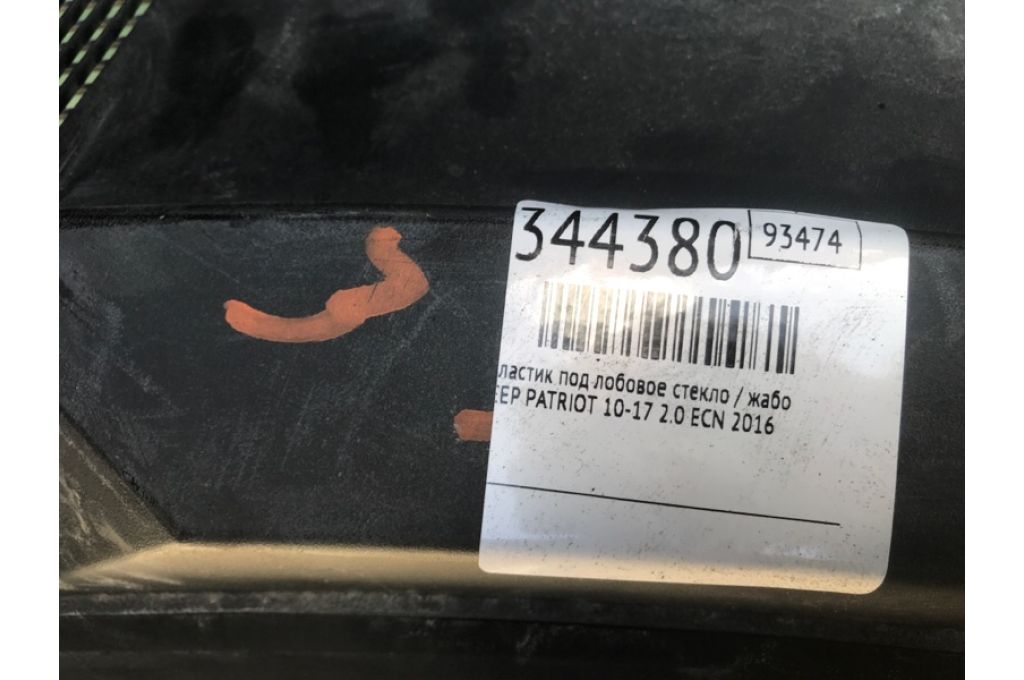 344380
93474
ластик под лобовое стекло / жабо
EEP PATRIOT 10-17 2.0 ECN 2016